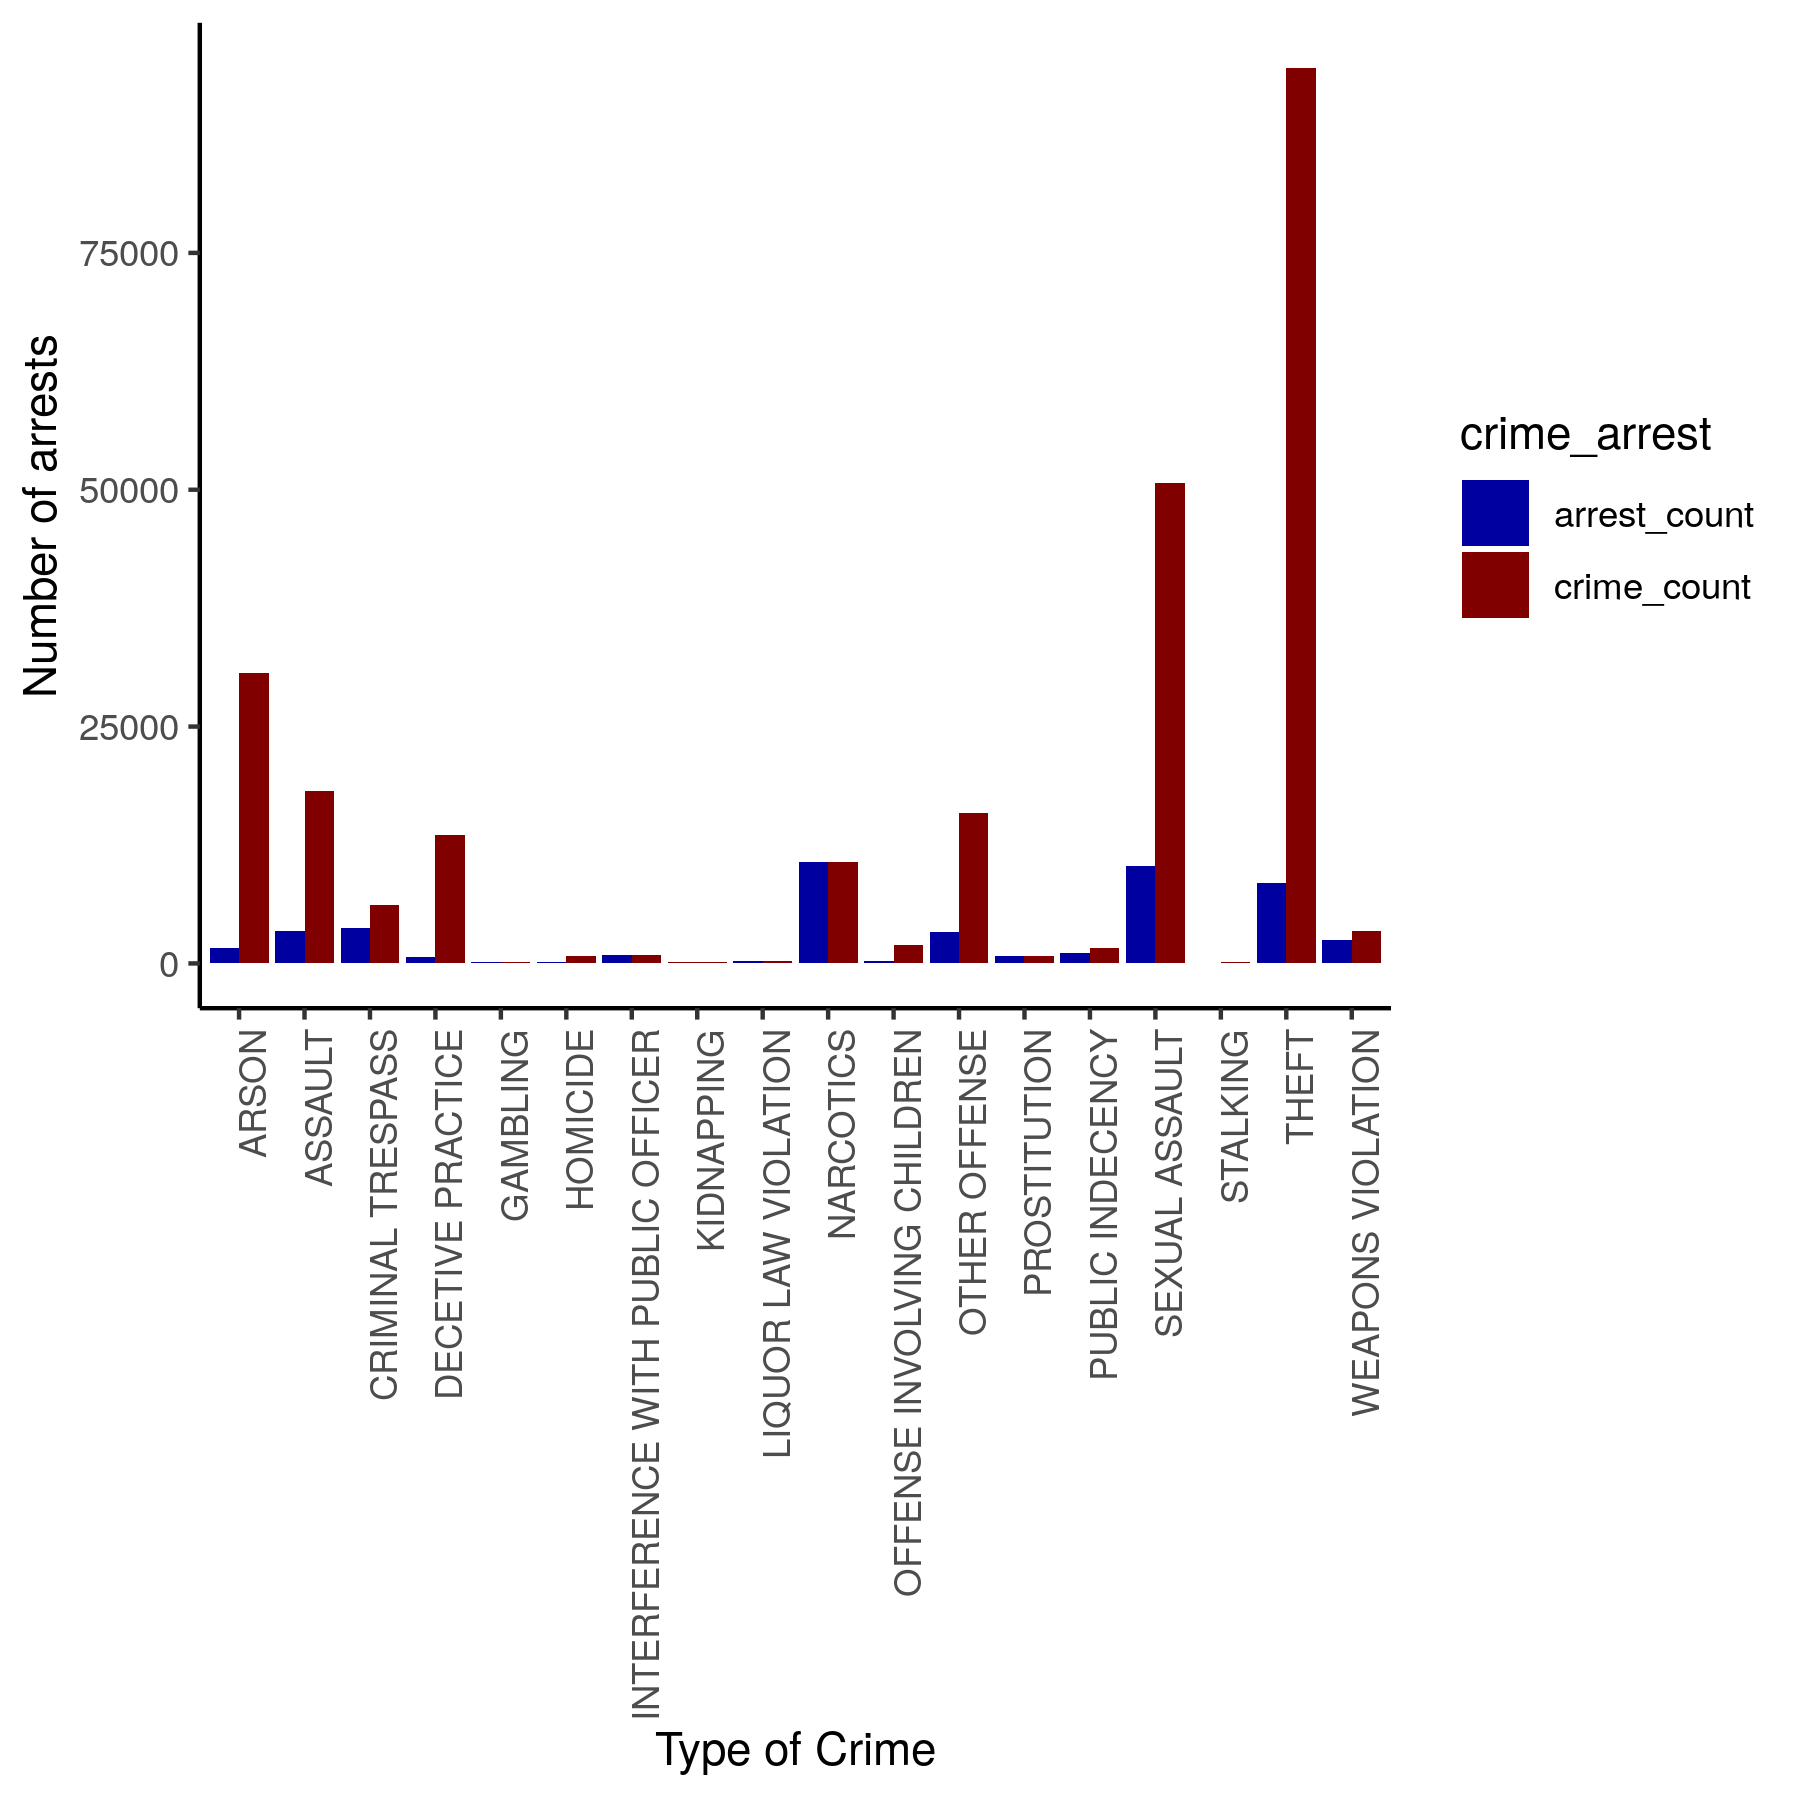 Number of arrests
75000
50000
25000
0
ARSON
ASSAULT
CRIMINAL TRESPASS
DECETIVE PRACTICE
GAMBLING
HOMICIDE
INTERFERENCE WITH PUBLIC OFFICER
KIDNAPPING
LIQUOR LAW VIOLATION
NARCOTICS
OFFENSE INVOLVING CHILDREN
OTHER OFFENSE
PROSTITUTION
PUBLIC INDECENCY
SEXUAL ASSAULT
STALKING
THEFT
WEAPONS VIOLATION
Type of Crime
crime_arrest
arrest_count
crime_count